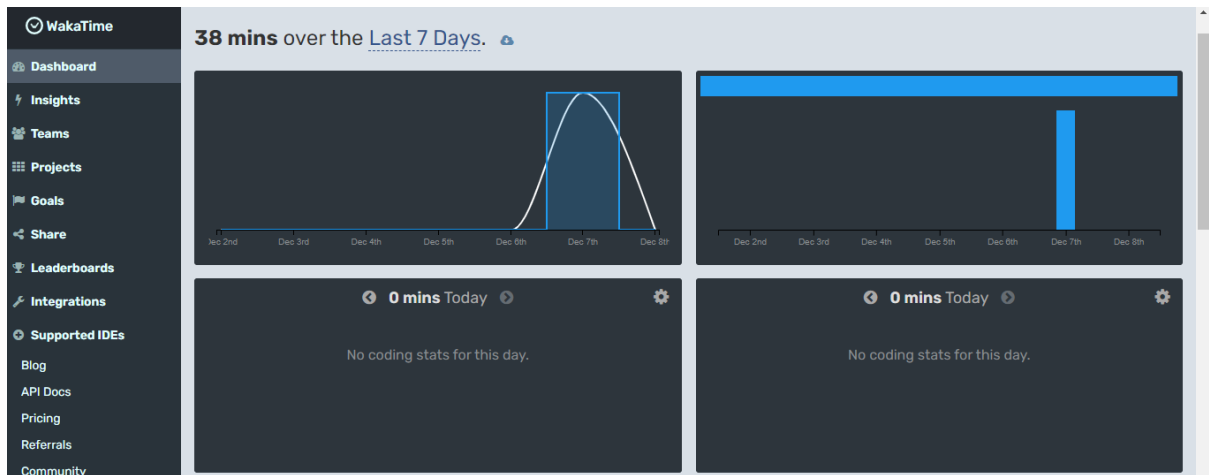 WakaTime
Dashboard
Insights
Teams
Projects
Goals
Share
Leaderboards
Integrations
Supported IDEs
Blog
API Docs
Pricing
Referrals
Community
38 mins over the Last 7 Days.
Dec 2nd Dec 3rd Dec 4th Dec 5th Dec 6th Dec 7th Dec 8th
Dec 2nd Dec 3rd Dec 4th Dec 5th Dec 6th Dec 7th Dec 8th
0 mins Today
No coding stats for this day.
0 mins Today
No coding stats for this day.